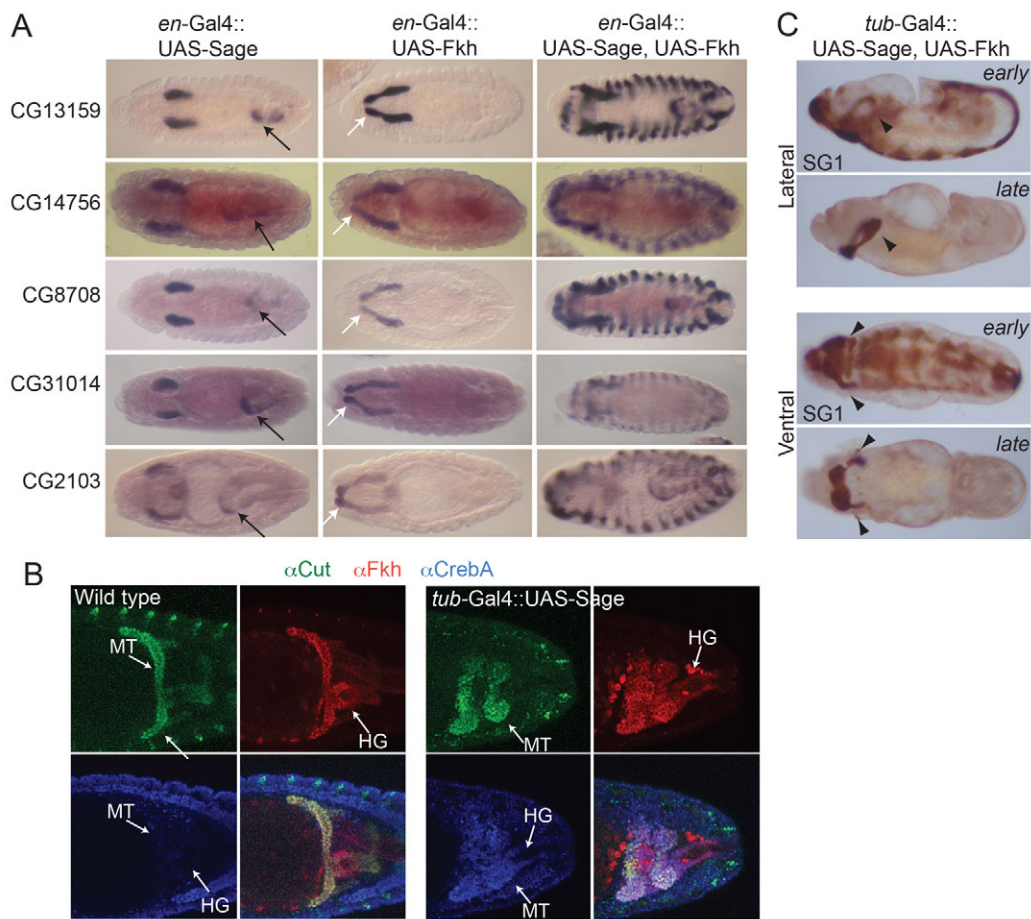 A
en-Gal4::
UAS-Sage
en-Gal4::
UAS-Fkh
en-Gal4::
UAS-Sage, UAS-Fkh
CG13159
CG14756
CG8708
CG31014
CG2103
C
tub-Gal4::
UAS-Sage, UAS-Fkh
Lateral
early
SG1
late
Ventral
early
SG1
late
B
αCut αFkh αCrebA
Wild type
MT
HG
MT
HG
tub-Gal4::UAS-Sage
MT
HG
HG
MT